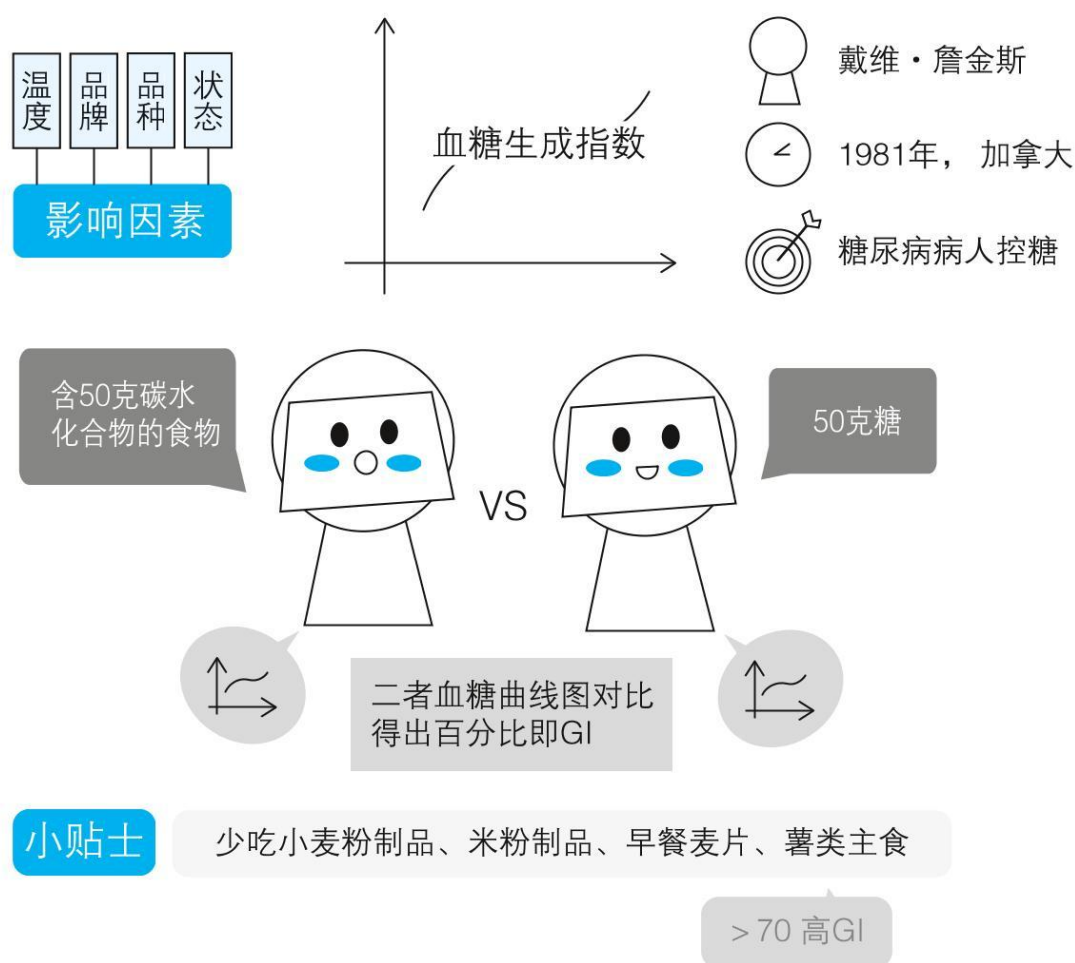 温度
品牌
品种
状态
影响因素
血糖生成指数
戴维·詹金斯
1981年，加拿大
糖尿病病人控糖
含50克碳水
化合物的食物
VS
50克糖
二者血糖曲线图对比
得出百分比即GI
小贴士
少吃小麦粉制品、米粉制品、早餐麦片、薯类主食
>70 高GI